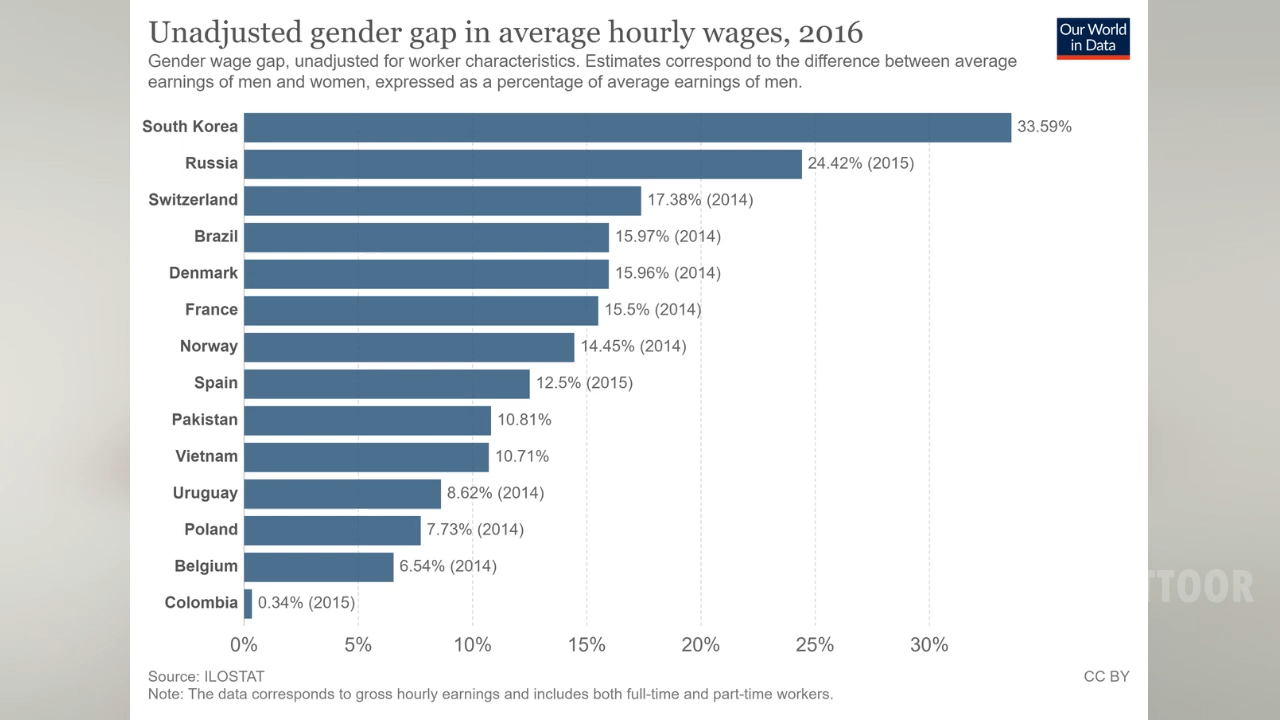 Unadjusted gender gap in average hourly wages, 2016
Our World
in Data
Gender wage gap, unadjusted for worker characteristics. Estimates correspond to the difference between average
earnings of men and women, expressed as a percentage of average earnings of men.
South Korea 33.59%
Russia 24.42% (2015)
Switzerland 17.38% (2014)
Brazil 15.97% (2014)
Denmark 15.96% (2014)
France 15.5% (2014)
Norway 14.45% (2014)
Spain 12.5% (2015)
Pakistan 10.81%
Vietnam 10.71%
Uruguay 8.62% (2014)
Poland 7.73% (2014)
Belgium 6.54% (2014)
Colombia 0.34% (2015)
0% 5% 10% 15% 20% 25% 30%
Source: ILOSTAT CC BY
Note: The data corresponds to gross hourly earnings and includes both full-time and part-time workers.